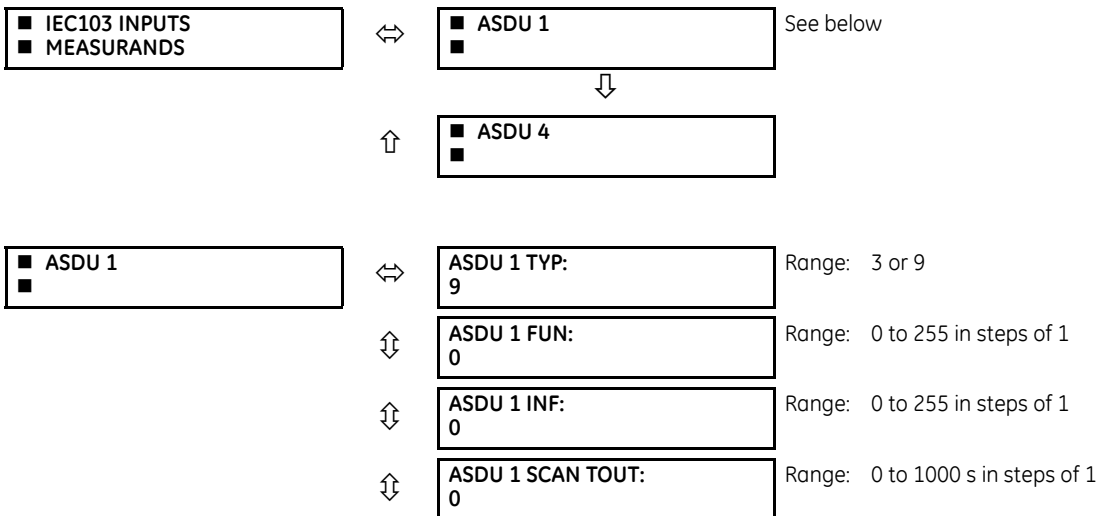 ■ IEC103 INPUTS
■ MEASURANDS
⇔
■ ASDU 1
■
See below
⇩
⇧
■ ASDU 4
■
■ ASDU 1
■
⇔
ASDU 1 TYP:
9
Range: 3 or 9
⇕
ASDU 1 FUN:
0
Range: 0 to 255 in steps of 1
⇕
ASDU 1 INF:
0
Range: 0 to 255 in steps of 1
⇕
ASDU 1 SCAN TOUT:
0
Range: 0 to 1000 s in steps of 1